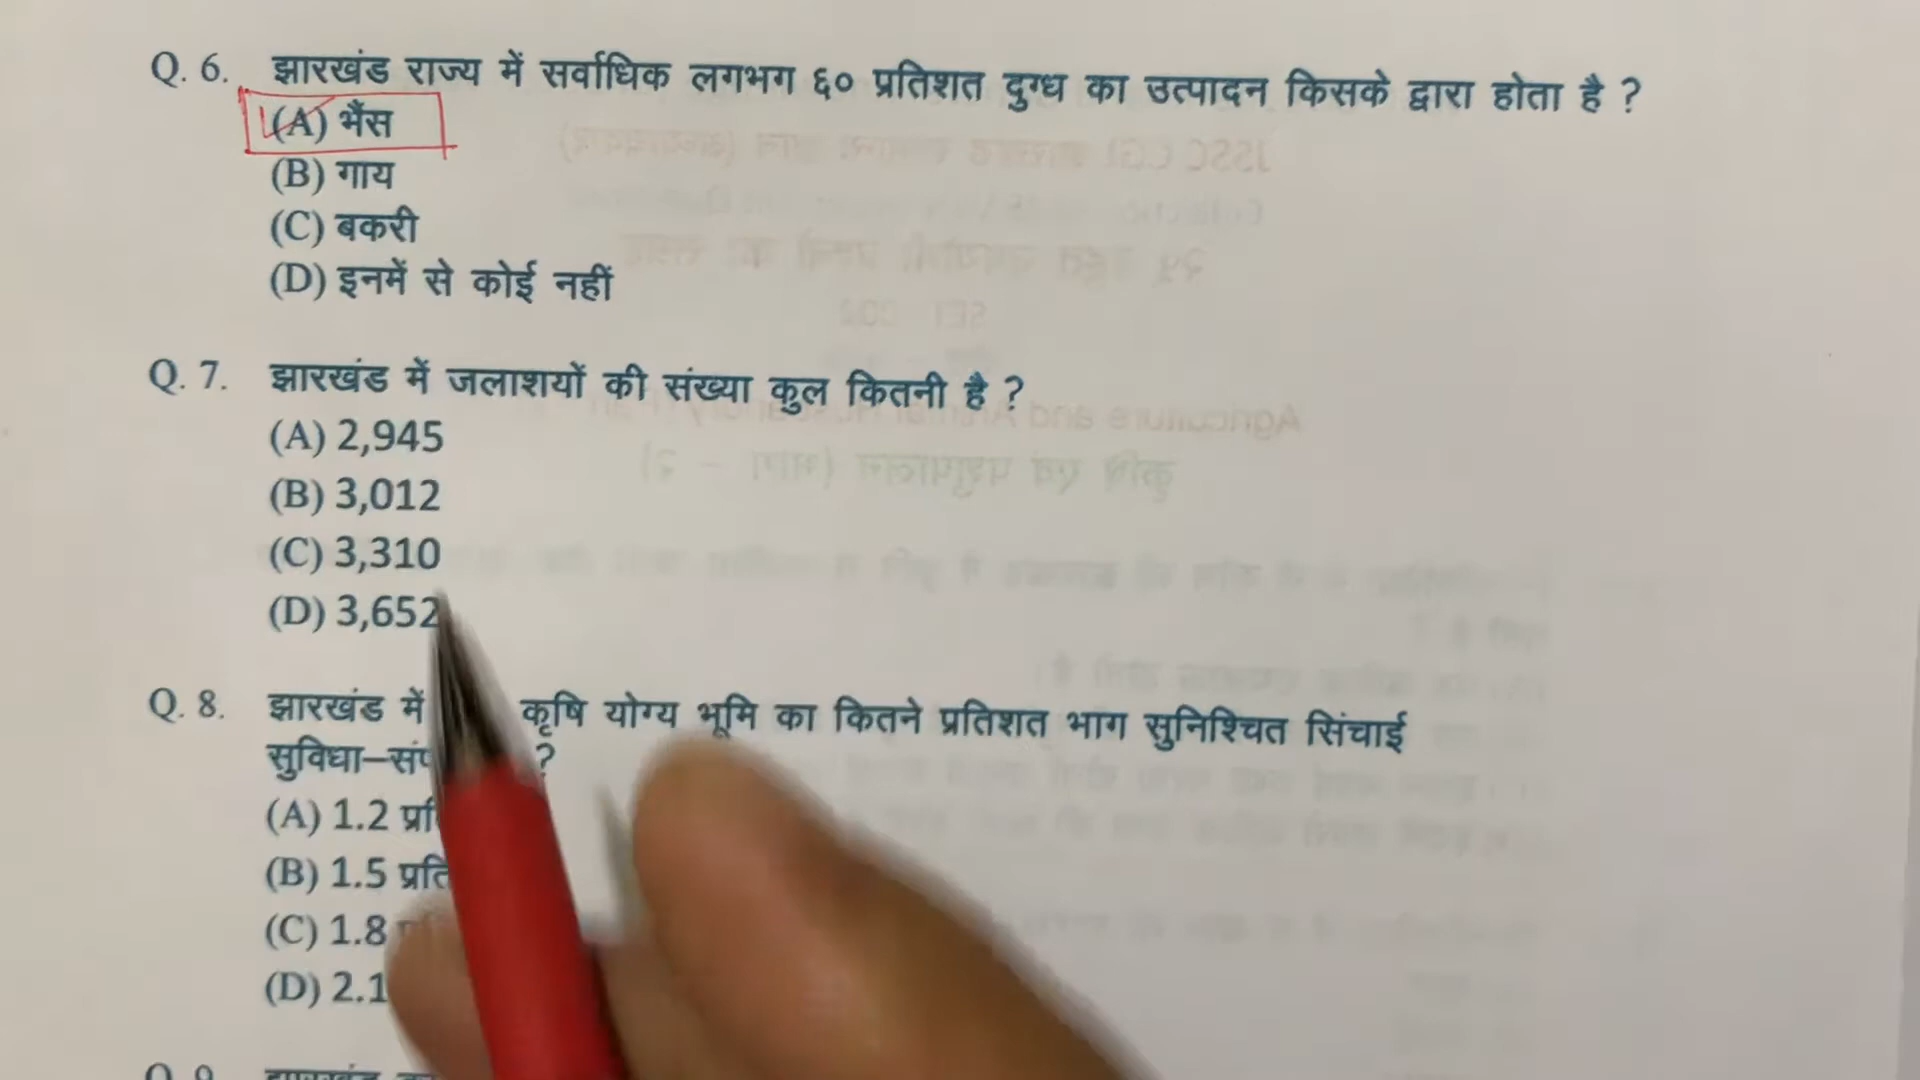 Q. 6. झारखंड राज्य में सर्वाधिक लगभग ६० प्रतिशत दुग्ध का उत्पादन किसके द्वारा होता है ?
(A) भैंस
(B) गाय
(C) बकरी
(D) इनमें से कोई नहीं
Q. 7. झारखंड में जलाशयों की संख्या कुल कितनी है ?
(A) 2,945
(B) 3,012
(C) 3,310
(D) 3,652
Q. 8. झारखंड में कृषि योग्य भूमि का कितने प्रतिशत भाग सुनिश्चित सिंचाई
सुविधा–सं ?
(A) 1.2
(B) 1.5
(C) 1.8
(D) 2.1
Q. 9. झारखंड